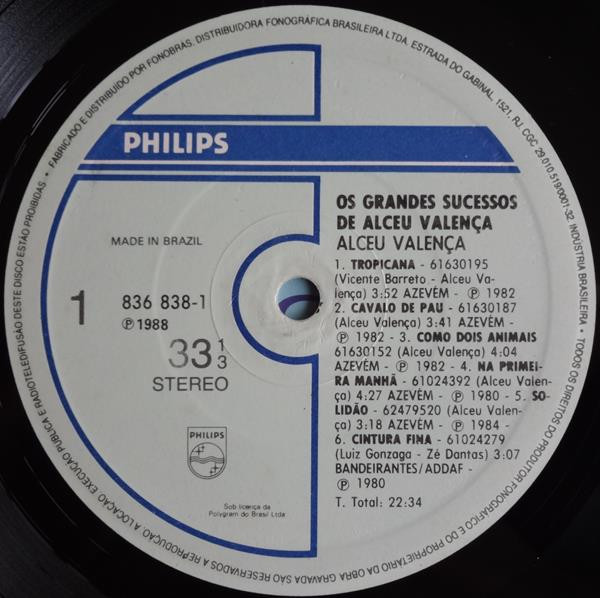 • FABRICADO E DISTRIBUÍDO POR FONOBRAS, DISTRIBUIDORA FONOGRÁFICA BRASILEIRA LTDA. ESTRADA DO GABINAL, 1521, RJ, CGC 29.010.519/0001-32 INDÚSTRIA BRASILEIRA •
TODOS OS DIREITOS DO PRODUTOR FONOGRÁFICO E DO PROPRIETÁRIO DA OBRA GRAVADA SÃO RESERVADOS A REPRODUÇÃO, A LOCAÇÃO, EXECUÇÃO PÚBLICA E RADIOTELEDIFUSÃO DESTE DISCO ESTÃO PROIBIDAS
PHILIPS
MADE IN BRAZIL
1
836 838-1
Ⓟ 1988
33 1/3
STEREO
PHILIPS
Sob licença da
Polygram do Brasil Ltda
OS GRANDES SUCESSOS
DE ALCEU VALENÇA
ALCEU VALENÇA
1. TROPICANA - 61630195
(Vicente Barreto - Alceu Va-
lença) 3:52 AZEVÉM - Ⓟ 1982
2. CAVALO DE PAU - 61630187
(Alceu Valença) 3:41 AZEVÉM -
Ⓟ 1982 - 3. COMO DOIS ANIMAIS
61630152 (Alceu Valença) 4:04
AZEVÉM - Ⓟ 1982 - 4. NA PRIMEI-
RA MANHÃ - 61024392 (Alceu Valen-
ça) 4:27 AZEVÉM - Ⓟ 1980 - 5. SO-
LIDÃO - 62479520 (Alceu Valen-
ça) 3:18 AZEVÉM - Ⓟ 1984 -
6. CINTURA FINA - 61024279
(Luiz Gonzaga - Zé Dantas) 3:07
BANDEIRANTES/ADDAF -
Ⓟ 1980
T. Total: 22:34